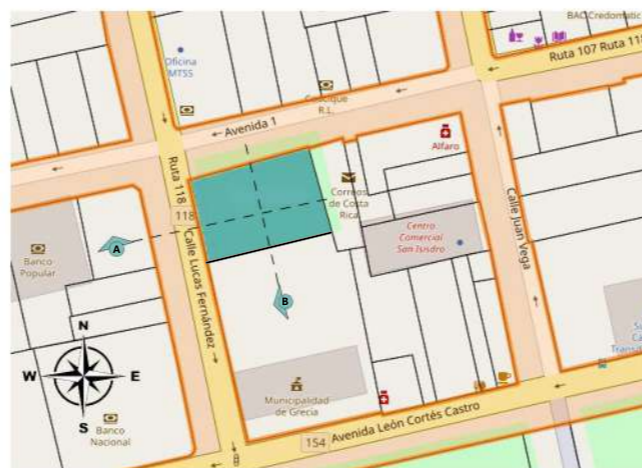 BAC Credomatic
Ruta 107 Ruta 118
Oficina
MTSS
R.L.
Avenida 1
Alfaro
Ruta 118
118
Correos
de Costa
Rica
Calle Juan Vega
Centro
Comercial
San Isisdro
A
Banco
Popular
Calle Lucas Fernández
B
N
W
E
S
Municipalidad
de Grecia
Banco
Nacional
154
Avenida León Cortés Castro